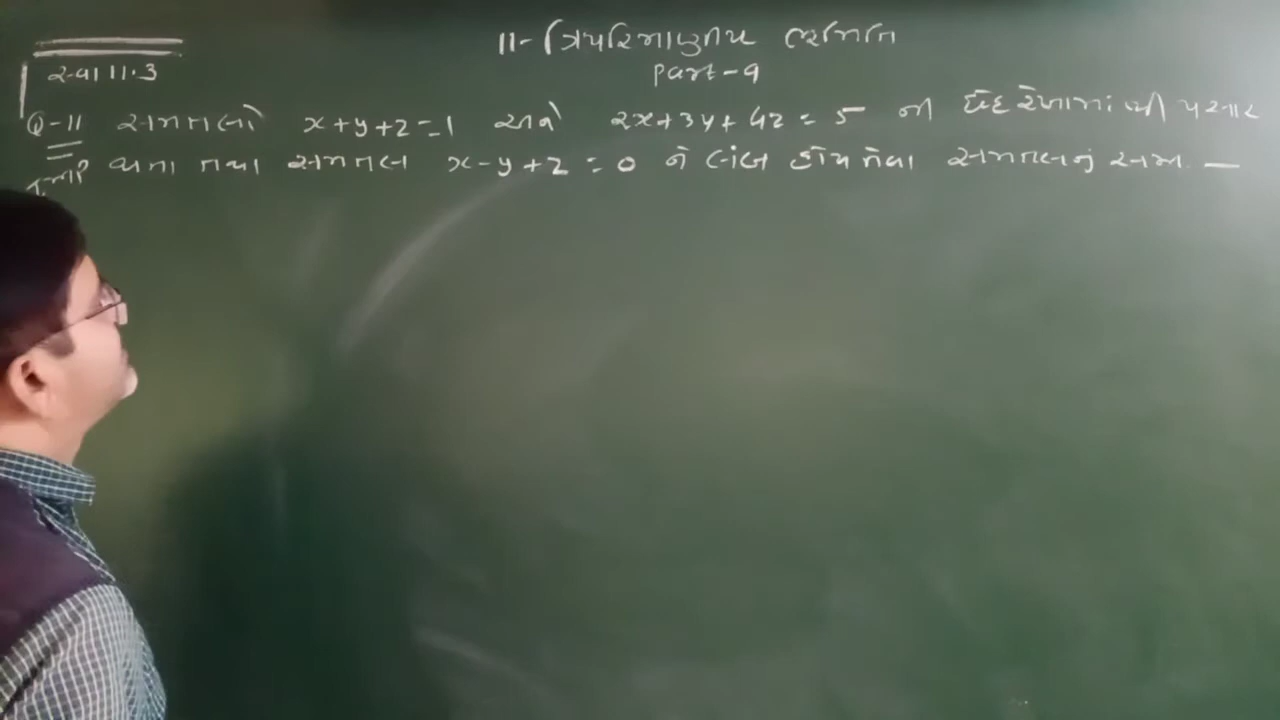 11- ત્રિપરિમાણીય ભૂમિતિ
Part-9
સ્વા 11.3
Q-11 સમતલો x+y+z=1 અને 2x+3y+4z=5 ની છેદરેખામાંથી પસાર
Imp થતા તથા સમતલ x-y+z=0 ને લંબ હોય તેવા સમતલનું સમી. —